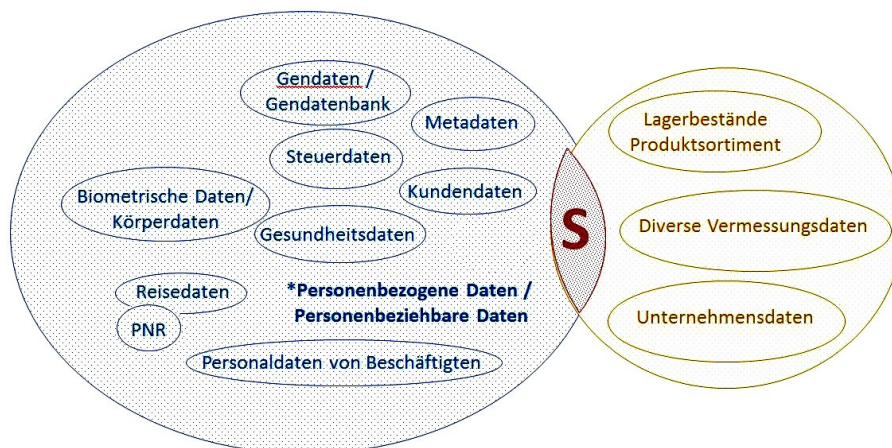 Gendaten /
Gendatenbank
Metadaten
Steuerdaten
Kundendaten
Biometrische Daten/
Körperdaten
Gesundheitsdaten
Reisedaten
PNR
*Personenbezogene Daten /
Personenbeziehbare Daten
Personaldaten von Beschäftigten
S
Lagerbestände
Produktsortiment
Diverse Vermessungsdaten
Unternehmensdaten